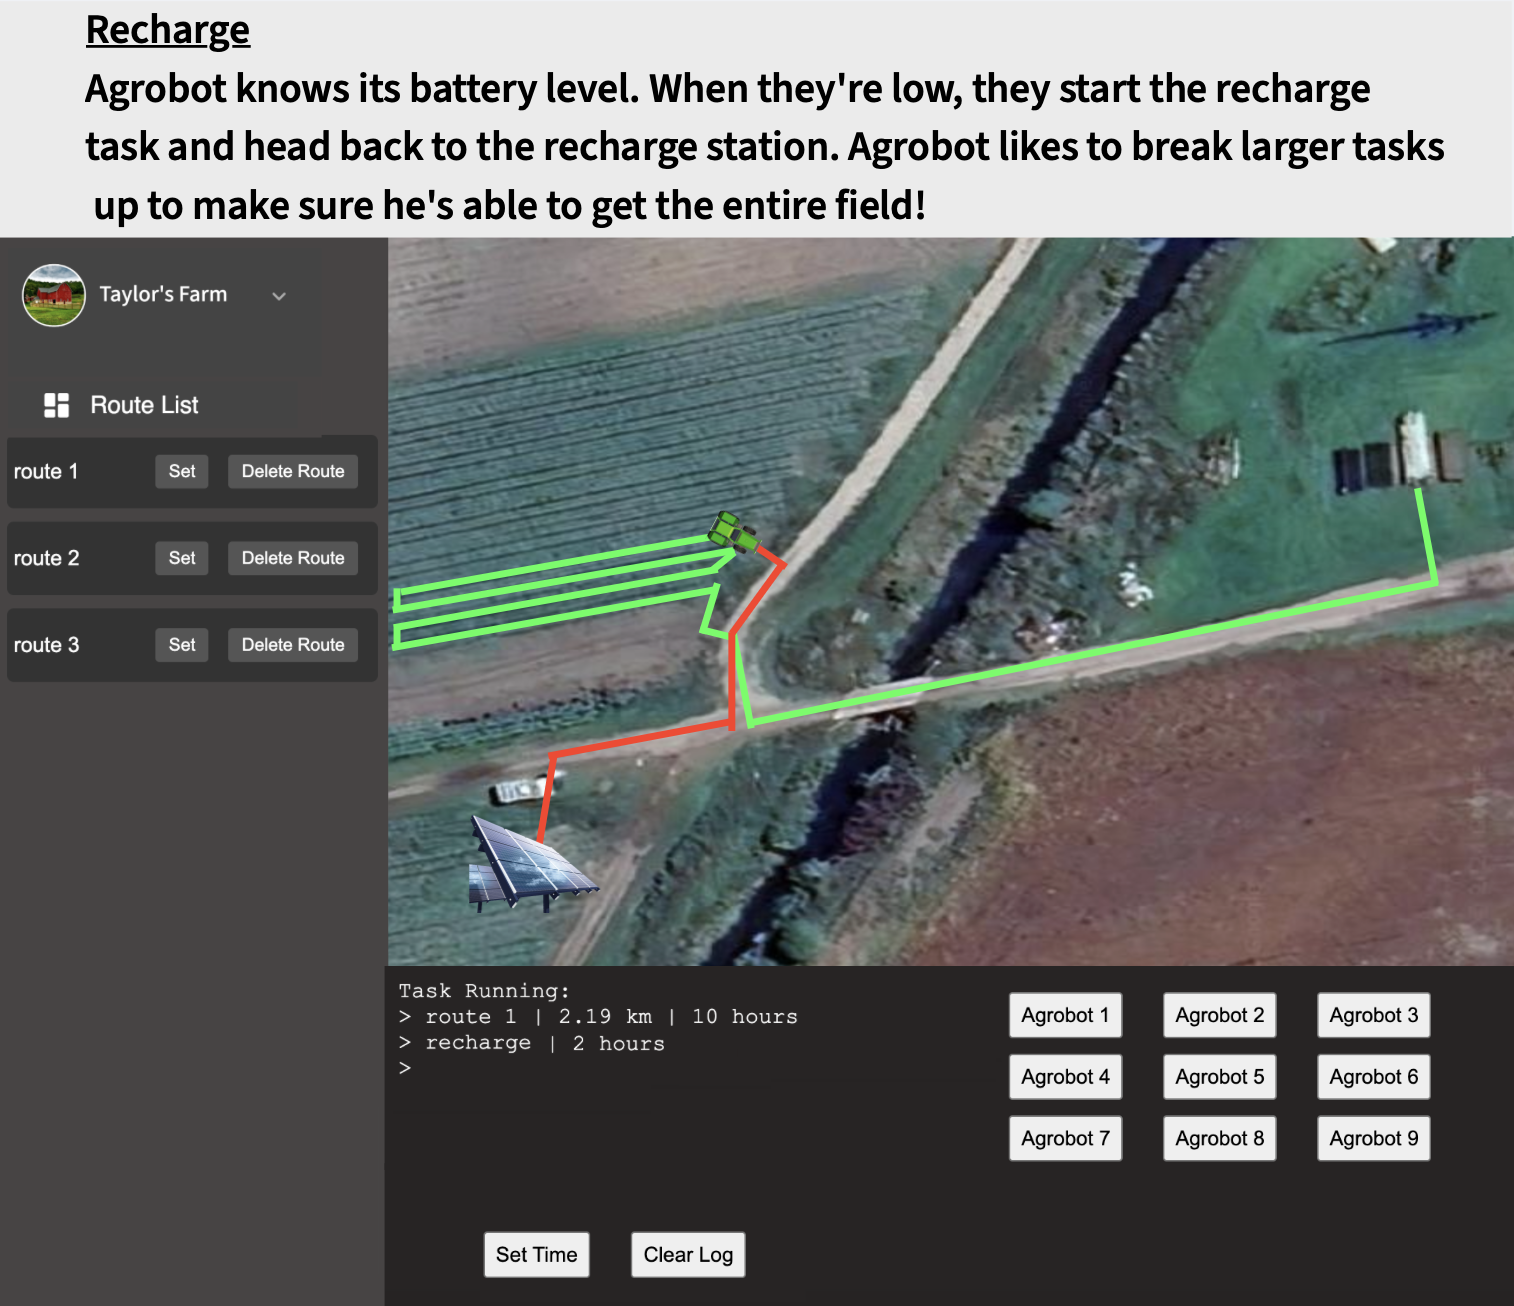 Recharge
Agrobot knows its battery level. When they're low, they start the recharge
task and head back to the recharge station. Agrobot likes to break larger tasks
up to make sure he's able to get the entire field!
Taylor's Farm
Route List
route 1 Set Delete Route
route 2 Set Delete Route
route 3 Set Delete Route
Task Running:
> route 1 | 2.19 km | 10 hours
> recharge | 2 hours
>
Agrobot 1 Agrobot 2 Agrobot 3
Agrobot 4 Agrobot 5 Agrobot 6
Agrobot 7 Agrobot 8 Agrobot 9
Set Time Clear Log